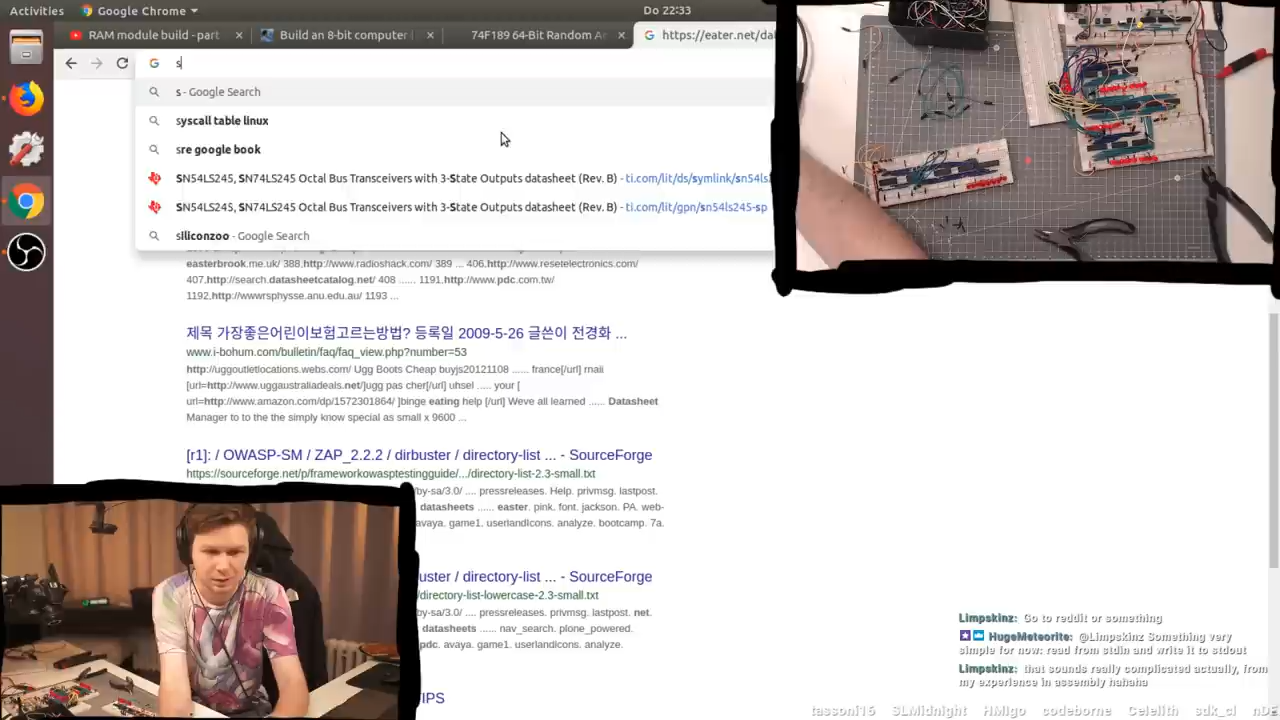 Activities
Google Chrome
Do 22:33
RAM module build - part
Build an 8-bit computer
74F189 64-Bit Random Ac
https://eater.net/dat
s
s - Google Search
syscall table linux
sre google book
SN54LS245, SN74LS245 Octal Bus Transceivers with 3-State Outputs datasheet (Rev. B) - ti.com/lit/ds/symlink/sn54ls
SN54LS245, SN74LS245 Octal Bus Transceivers with 3-State Outputs datasheet (Rev. B) - ti.com/lit/gpn/sn54ls245-sp
siliconzoo - Google Search
easterbrook.me.uk/ 388,http://www.radioshack.com/ 389 ... 406,http://www.resetelectronics.com/
407,http://search.datasheetcatalog.net/ 408 ...... 1191,http://www.pdc.com.tw/
1192,http://wwwrsphysse.anu.edu.au/ 1193 ...
제목 가장좋은어린이보험고르는방법? 등록일 2009-5-26 글쓴이 전경화 ...
www.i-bohum.com/bulletin/faq/faq_view.php?number=53
http://uggoutletlocations.webs.com/ Ugg Boots Cheap buyjs20121108 ...... france[/url] rnaii
[url=http://www.uggaustraliadeals.net/]ugg pas cher[/url] uhsel ..... your [
url=http://www.amazon.com/dp/1572301864/ ]binge eating help [/url] Weve all learned ...... Datasheet
Manager to to the the simply know special as small x 9600 ...
[r1]: / OWASP-SM / ZAP_2.2.2 / dirbuster / directory-list ... - SourceForge
https://sourceforge.net/p/frameworkowasptestingguide/.../directory-list-2.3-small.txt
by-sa/3.0/ .... pressreleases. Help. privmsg. lastpost.
datasheets ...... easter. pink. font. jackson. PA. web-
avaya. game1. userlandIcons. analyze. bootcamp. 7a.
uster / directory-list ... - SourceForge
/directory-list-lowercase-2.3-small.txt
by-sa/3.0/ .... pressreleases. privmsg. lastpost. net.
datasheets ...... nav_search. plone_powered.
pdc. avaya. game1. userlandIcons. analyze.
/IPS
Limpskinz: Go to reddit or something
HugeMeteorite: @Limpskinz Something very
simple for now: read from stdin and write it to stdout
Limpskinz: that sounds really complicated actually, from
my experience in assembly hahaha
tassoni16 SLMidnight HMigo codeborne Celelith sdk_cl nDE